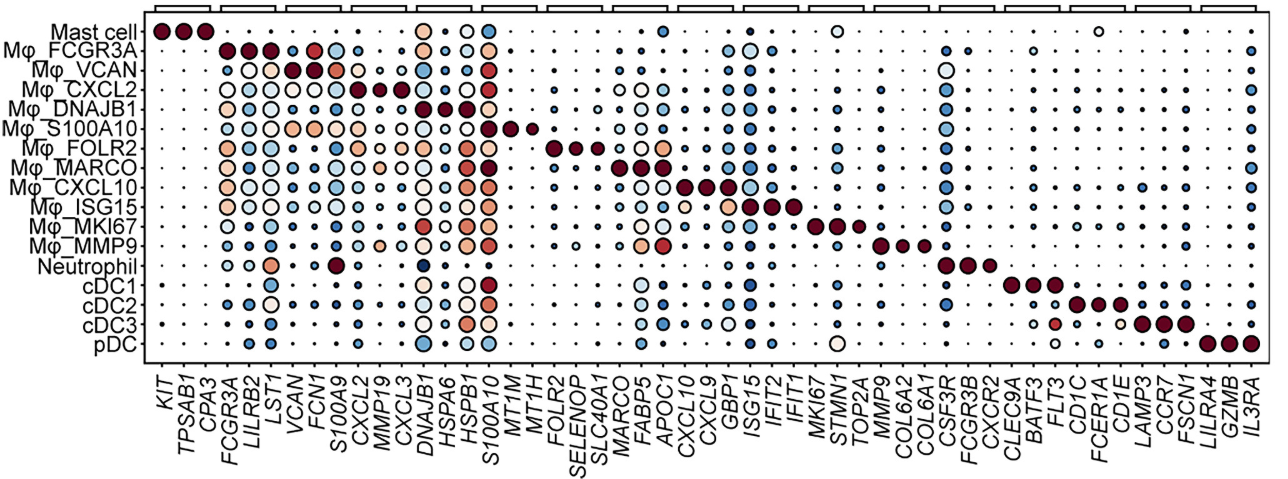 Mast cell
Mφ_FCGR3A
Mφ_VCAN
Mφ_CXCL2
Mφ_DNAJB1
Mφ_S100A10
Mφ_FOLR2
Mφ_MARCO
Mφ_CXCL10
Mφ_ISG15
Mφ_MKI67
Mφ_MMP9
Neutrophil
cDC1
cDC2
cDC3
pDC
KIT
TPSAB1
CPA3
FCGR3A
LILRB2
LST1
VCAN
FCN1
S100A9
CXCL2
MMP19
CXCL3
DNAJB1
HSPA6
HSPB1
S100A10
MT1M
MT1H
FOLR2
SELENOP
SLC40A1
MARCO
FABP5
APOC1
CXCL10
CXCL9
GBP1
ISG15
IFIT2
IFIT1
MKI67
STMN1
TOP2A
MMP9
COL6A2
COL6A1
CSF3R
FCGR3B
CXCR2
CLEC9A
BATF3
FLT3
CD1C
FCER1A
CD1E
LAMP3
CCR7
FSCN1
LILRA4
GZMB
IL3RA